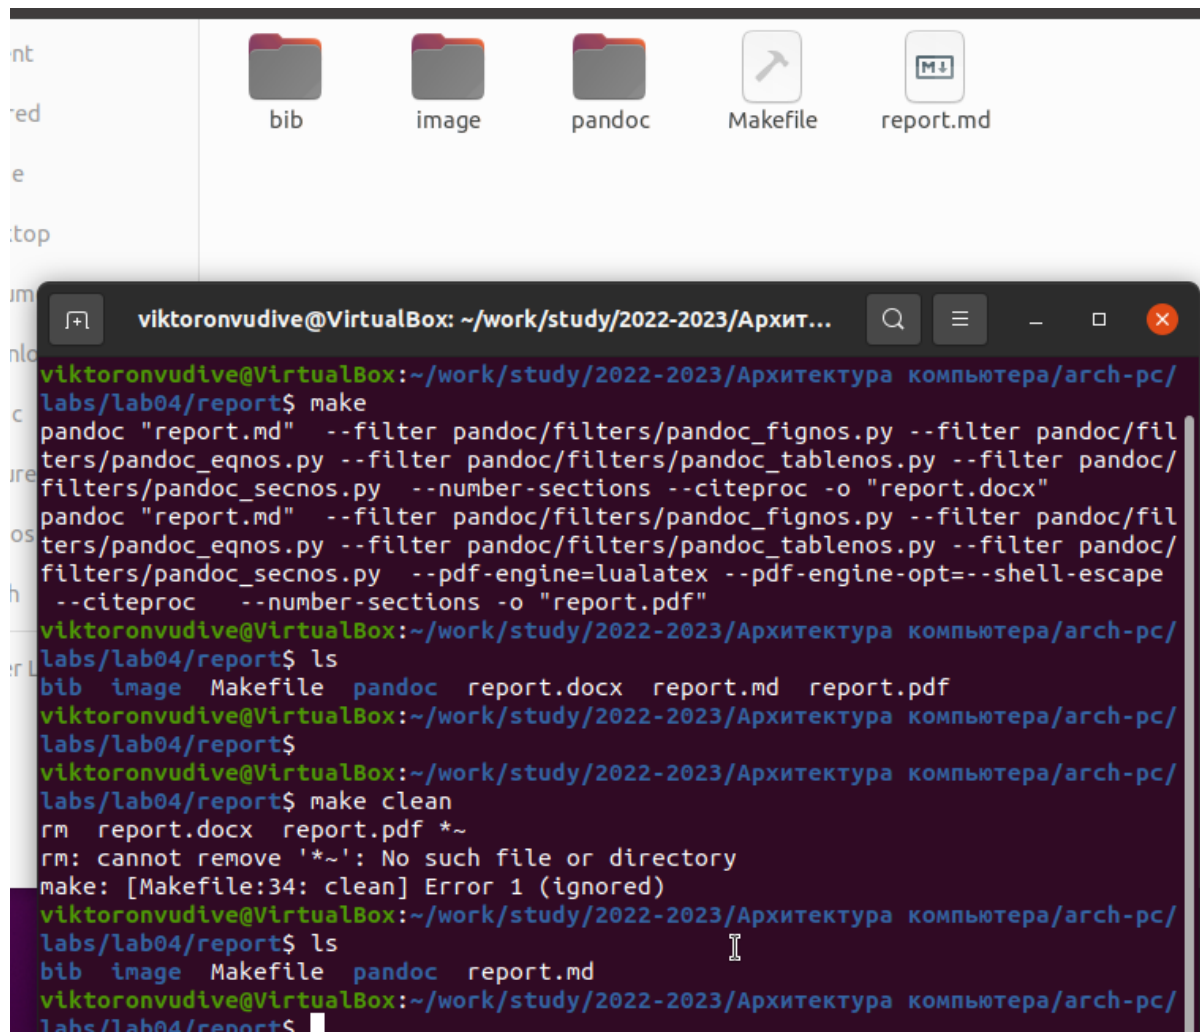 bib
image
pandoc
Makefile
report.md
viktoronvudive@VirtualBox: ~/work/study/2022-2023/Архит...
viktoronvudive@VirtualBox:~/work/study/2022-2023/Архитектура компьютера/arch-pc/
labs/lab04/report$ make
pandoc "report.md"  --filter pandoc/filters/pandoc_fignos.py --filter pandoc/fil
ters/pandoc_eqnos.py --filter pandoc/filters/pandoc_tablenos.py --filter pandoc/
filters/pandoc_secnos.py  --number-sections --citeproc -o "report.docx"
pandoc "report.md"  --filter pandoc/filters/pandoc_fignos.py --filter pandoc/fil
ters/pandoc_eqnos.py --filter pandoc/filters/pandoc_tablenos.py --filter pandoc/
filters/pandoc_secnos.py  --pdf-engine=lualatex --pdf-engine-opt=--shell-escape
 --citeproc   --number-sections -o "report.pdf"
viktoronvudive@VirtualBox:~/work/study/2022-2023/Архитектура компьютера/arch-pc/
labs/lab04/report$ ls
bib  image  Makefile  pandoc  report.docx  report.md  report.pdf
viktoronvudive@VirtualBox:~/work/study/2022-2023/Архитектура компьютера/arch-pc/
labs/lab04/report$
viktoronvudive@VirtualBox:~/work/study/2022-2023/Архитектура компьютера/arch-pc/
labs/lab04/report$ make clean
rm  report.docx  report.pdf *~
rm: cannot remove '*~': No such file or directory
make: [Makefile:34: clean] Error 1 (ignored)
viktoronvudive@VirtualBox:~/work/study/2022-2023/Архитектура компьютера/arch-pc/
labs/lab04/report$ ls
bib  image  Makefile  pandoc  report.md
viktoronvudive@VirtualBox:~/work/study/2022-2023/Архитектура компьютера/arch-pc/
labs/lab04/report$